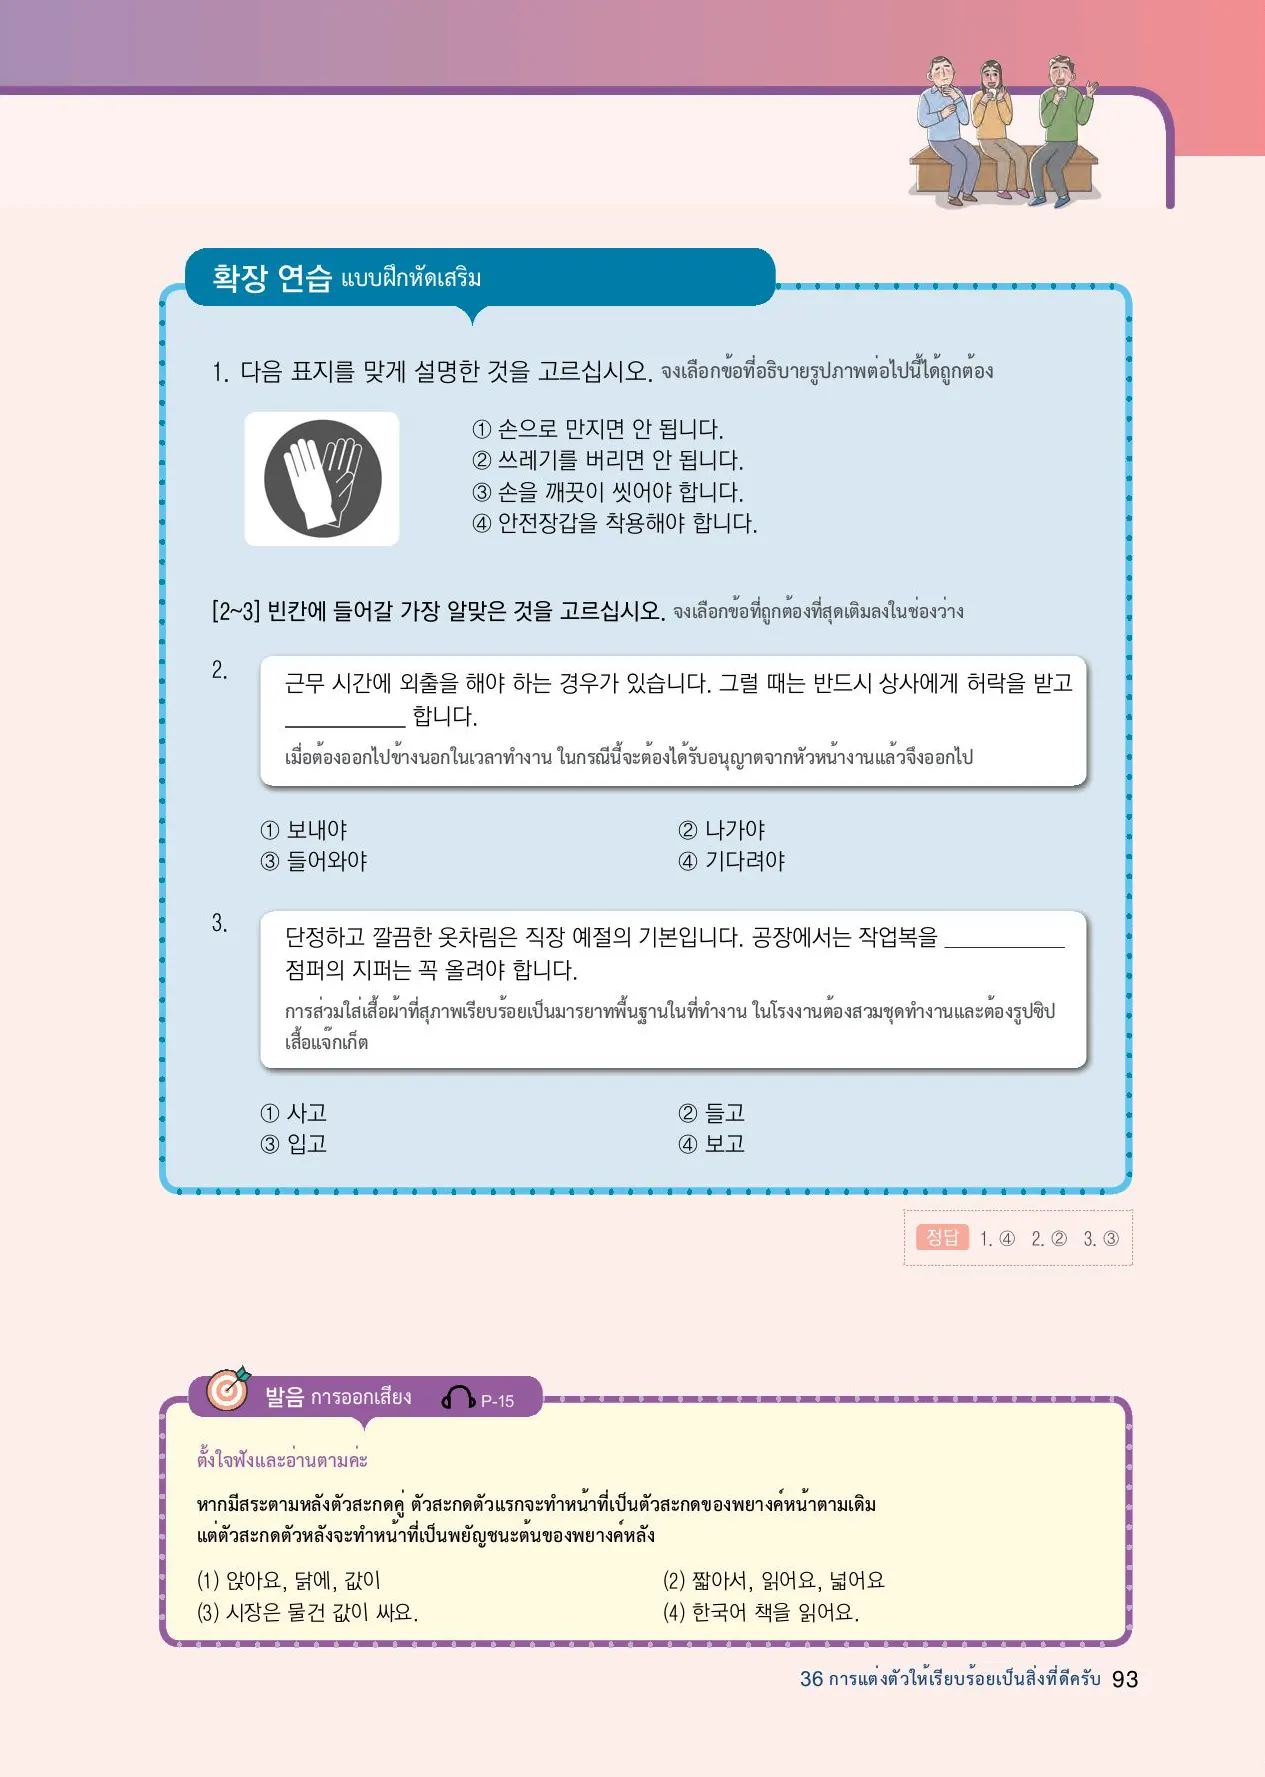 확장 연습 แบบฝึกหัดเสริม
1. 다음 표지를 맞게 설명한 것을 고르십시오. จงเลือกข้อที่อธิบายรูปภาพต่อไปนี้ได้ถูกต้อง
① 손으로 만지면 안 됩니다.
② 쓰레기를 버리면 안 됩니다.
③ 손을 깨끗이 씻어야 합니다.
④ 안전장갑을 착용해야 합니다.
[2~3] 빈칸에 들어갈 가장 알맞은 것을 고르십시오. จงเลือกข้อที่ถูกต้องที่สุดเติมลงในช่องว่าง
2.
근무 시간에 외출을 해야 하는 경우가 있습니다. 그럴 때는 반드시 상사에게 허락을 받고
___________ 합니다.
เมื่อต้องออกไปข้างนอกในเวลาทำงาน ในกรณีนี้จะต้องได้รับอนุญาตจากหัวหน้างานแล้วจึงออกไป
① 보내야 ② 나가야
③ 들어와야 ④ 기다려야
3.
단정하고 깔끔한 옷차림은 직장 예절의 기본입니다. 공장에서는 작업복을 ___________
점퍼의 지퍼는 꼭 올려야 합니다.
การส่วมใส่เสื้อผ้าที่สุภาพเรียบร้อยเป็นมารยาทพื้นฐานในที่ทำงาน ในโรงงานต้องสวมชุดทำงานและต้องรูปซิป
เสื้อแจ๊กเก็ต
① 사고 ② 들고
③ 입고 ④ 보고
정답 1. ④ 2. ② 3. ③
발음 การออกเสียง P-15
ตั้งใจฟังและอ่านตามค่ะ
หากมีสระตามหลังตัวสะกดคู่ ตัวสะกดตัวแรกจะทำหน้าที่เป็นตัวสะกดของพยางค์หน้าตามเดิม
แต่ตัวสะกดตัวหลังจะทำหน้าที่เป็นพยัญชนะต้นของพยางค์หลัง
(1) 앉아요, 닭에, 값이 (2) 짧아서, 읽어요, 넓어요
(3) 시장은 물건 값이 싸요. (4) 한국어 책을 읽어요.
36 การแต่งตัวให้เรียบร้อยเป็นสิ่งที่ดีครับ 93